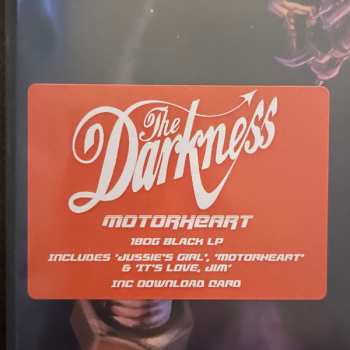 The
Darkness
MOTORHEART
180G BLACK LP
INCLUDES 'JUSSIE'S GIRL', 'MOTORHEART'
& 'IT'S LOVE, JIM'
INC DOWNLOAD CARD